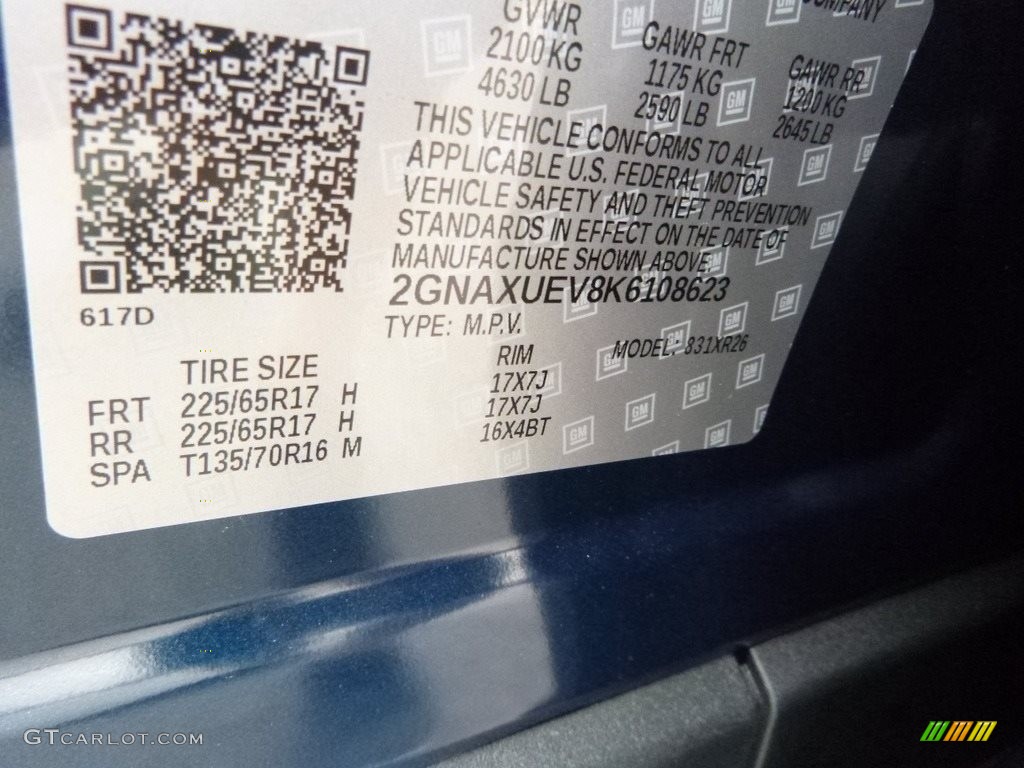 COMPANY
GVWR GAWR FRT GAWR RR
2100 KG 1175 KG 1200 KG
4630 LB 2590 LB 2645 LB
THIS VEHICLE CONFORMS TO ALL
APPLICABLE U.S. FEDERAL MOTOR
VEHICLE SAFETY AND THEFT PREVENTION
STANDARDS IN EFFECT ON THE DATE OF
MANUFACTURE SHOWN ABOVE.
2GNAXUEV8K6108623
617D
TYPE: M.P.V. MODEL: 331XR26
TIRE SIZE RIM
FRT 225/65R17 H 17X7J
RR 225/65R17 H 17X7J
SPA T135/70R16 M 16X4BT
GM
GTCARLOT.COM